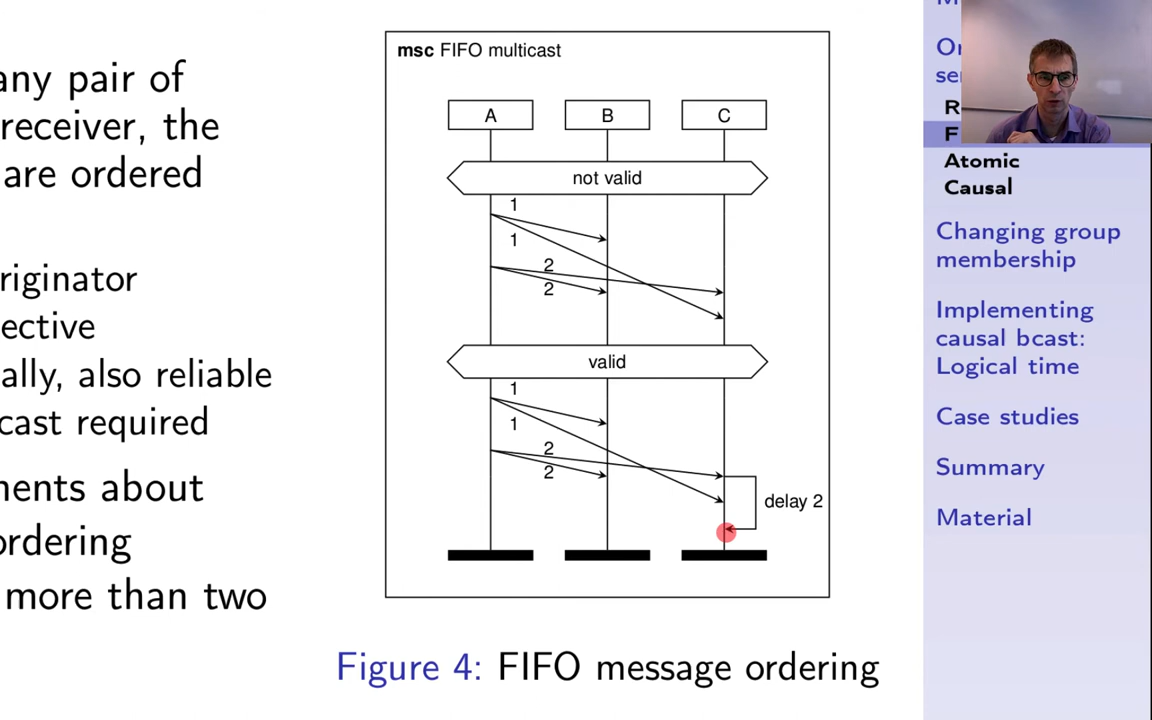 any pair of
receiver, the
are ordered
riginator
ective
ally, also reliable
cast required
nents about
ordering
more than two
msc FIFO multicast
A B C
not valid
1
1
2
2
valid
1
1
2
2
delay 2
Figure 4: FIFO message ordering
Or
se
R
F
Atomic
Causal
Changing group
membership
Implementing
causal bcast:
Logical time
Case studies
Summary
Material